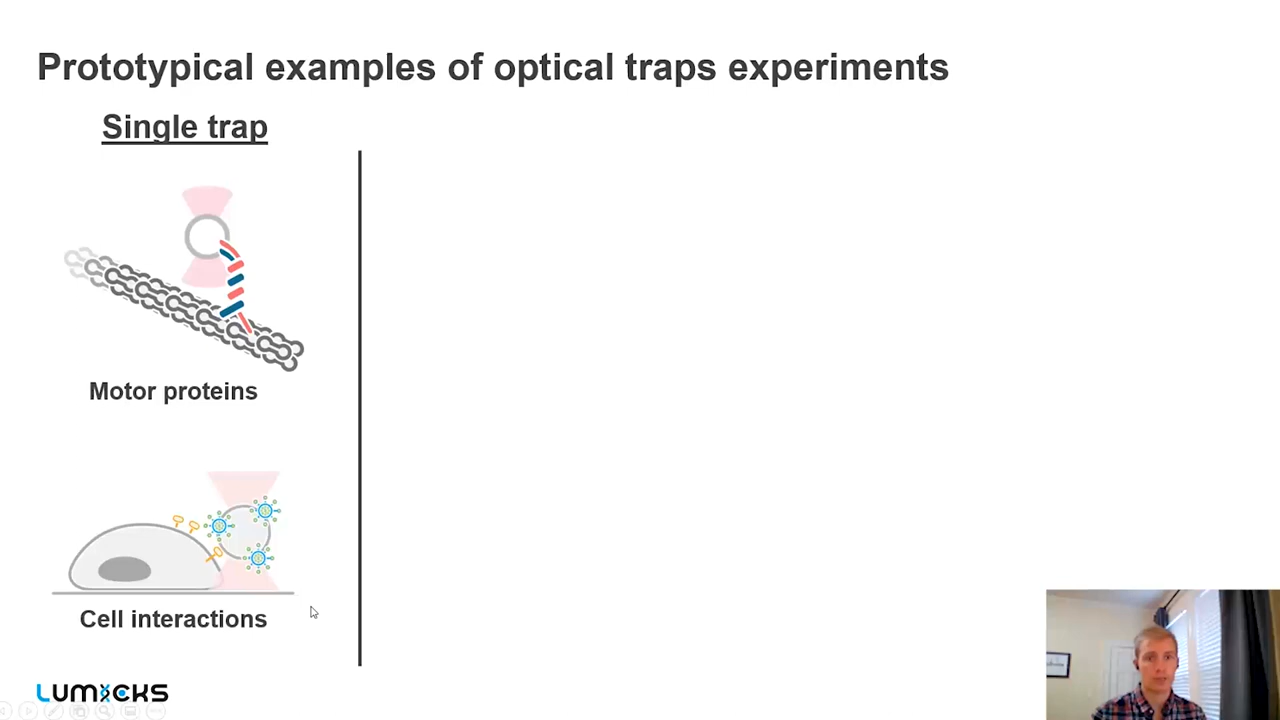 Prototypical examples of optical traps experiments
Single trap
Motor proteins
Cell interactions
LUMICKS